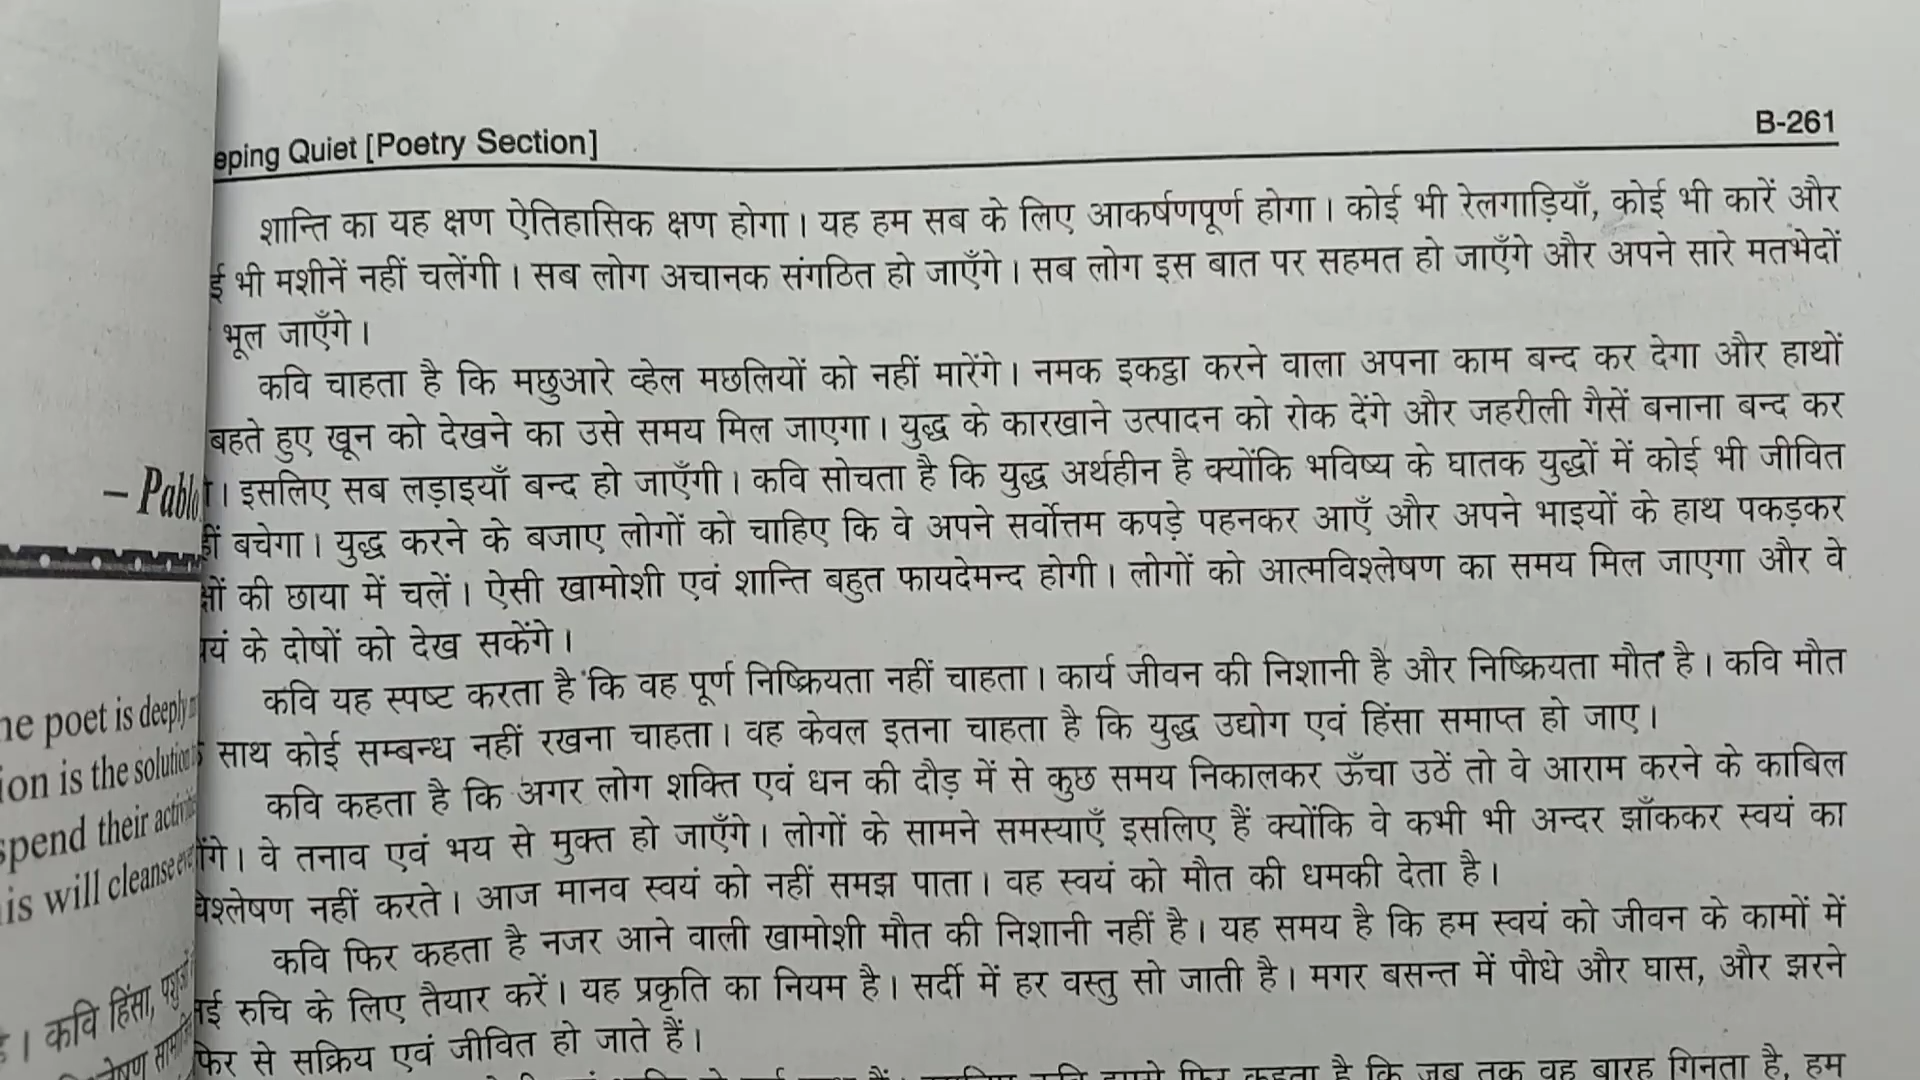 eping Quiet [Poetry Section]
B-261
शान्ति का यह क्षण ऐतिहासिक क्षण होगा। यह हम सब के लिए आकर्षणपूर्ण होगा। कोई भी रेलगाड़ियाँ, कोई भी कारें और
ई भी मशीनें नहीं चलेंगी। सब लोग अचानक संगठित हो जाएँगे। सब लोग इस बात पर सहमत हो जाएँगे और अपने सारे मतभेदों
भूल जाएँगे।
कवि चाहता है कि मछुआरे व्हेल मछलियों को नहीं मारेंगे। नमक इकट्ठा करने वाला अपना काम बन्द कर देगा और हाथों
बहते हुए खून को देखने का उसे समय मिल जाएगा। युद्ध के कारखाने उत्पादन को रोक देंगे और जहरीली गैसें बनाना बन्द कर
। इसलिए सब लड़ाइयाँ बन्द हो जाएँगी। कवि सोचता है कि युद्ध अर्थहीन है क्योंकि भविष्य के घातक युद्धों में कोई भी जीवित
बचेगा। युद्ध करने के बजाए लोगों को चाहिए कि वे अपने सर्वोत्तम कपड़े पहनकर आएँ और अपने भाइयों के हाथ पकड़कर
की छाया में चलें। ऐसी खामोशी एवं शान्ति बहुत फायदेमन्द होगी। लोगों को आत्मविश्लेषण का समय मिल जाएगा और वे
यं के दोषों को देख सकेंगे।
कवि यह स्पष्ट करता है कि वह पूर्ण निष्क्रियता नहीं चाहता। कार्य जीवन की निशानी है और निष्क्रियता मौत है। कवि मौत
साथ कोई सम्बन्ध नहीं रखना चाहता। वह केवल इतना चाहता है कि युद्ध उद्योग एवं हिंसा समाप्त हो जाए।
कवि कहता है कि अगर लोग शक्ति एवं धन की दौड़ में से कुछ समय निकालकर ऊँचा उठें तो वे आराम करने के काबिल
ोंगे। वे तनाव एवं भय से मुक्त हो जाएँगे। लोगों के सामने समस्याएँ इसलिए हैं क्योंकि वे कभी भी अन्दर झाँककर स्वयं का
वेश्लेषण नहीं करते। आज मानव स्वयं को नहीं समझ पाता। वह स्वयं को मौत की धमकी देता है।
कवि फिर कहता है नजर आने वाली खामोशी मौत की निशानी नहीं है। यह समय है कि हम स्वयं को जीवन के कामों में
नई रुचि के लिए तैयार करें। यह प्रकृति का नियम है। सर्दी में हर वस्तु सो जाती है। मगर बसन्त में पौधे और घास, और झरने
फिर से सक्रिय एवं जीवित हो जाते हैं।
फिर कहता है कि जब तक वह बारह गिनता है, हम
– Pablo
he poet is deeply
ion is the solution
spend their
is will cleanse
। कवि हिंसा,